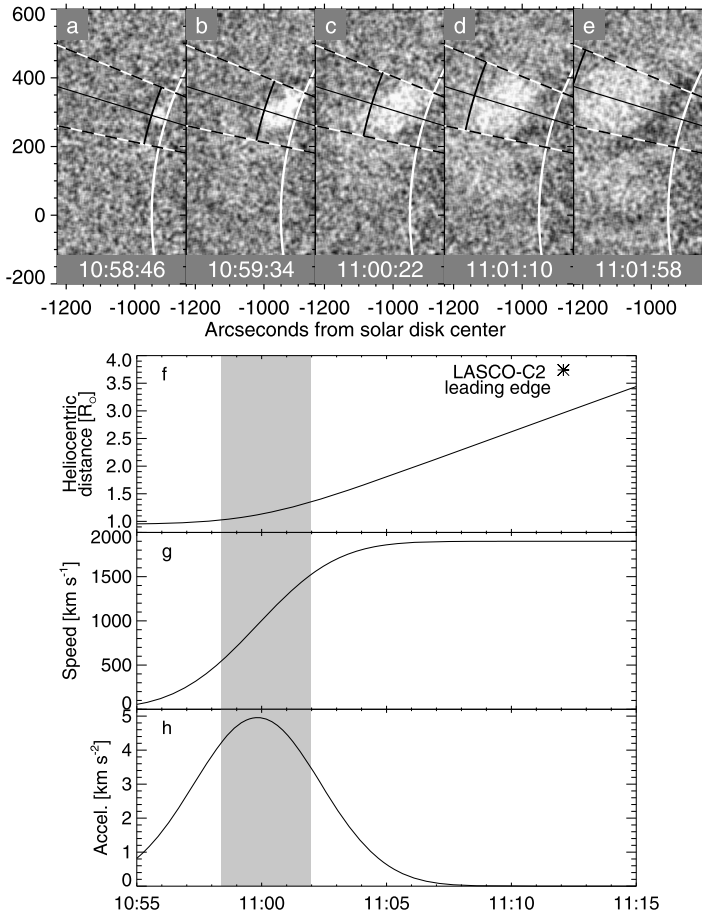 a b c d e
600
400
200
0
-200
10:58:46 10:59:34 11:00:22 11:01:10 11:01:58
-1200 -1000 -1200 -1000 -1200 -1000 -1200 -1000 -1200 -1000
Arcseconds from solar disk center
f
LASCO-C2
leading edge
Heliocentric
distance [R☉]
4.0
3.5
3.0
2.5
2.0
1.5
1.0
g
Speed [km s⁻¹]
2000
1500
1000
500
0
h
Accel. [km s⁻²]
5
4
3
2
1
0
10:55 11:00 11:05 11:10 11:15